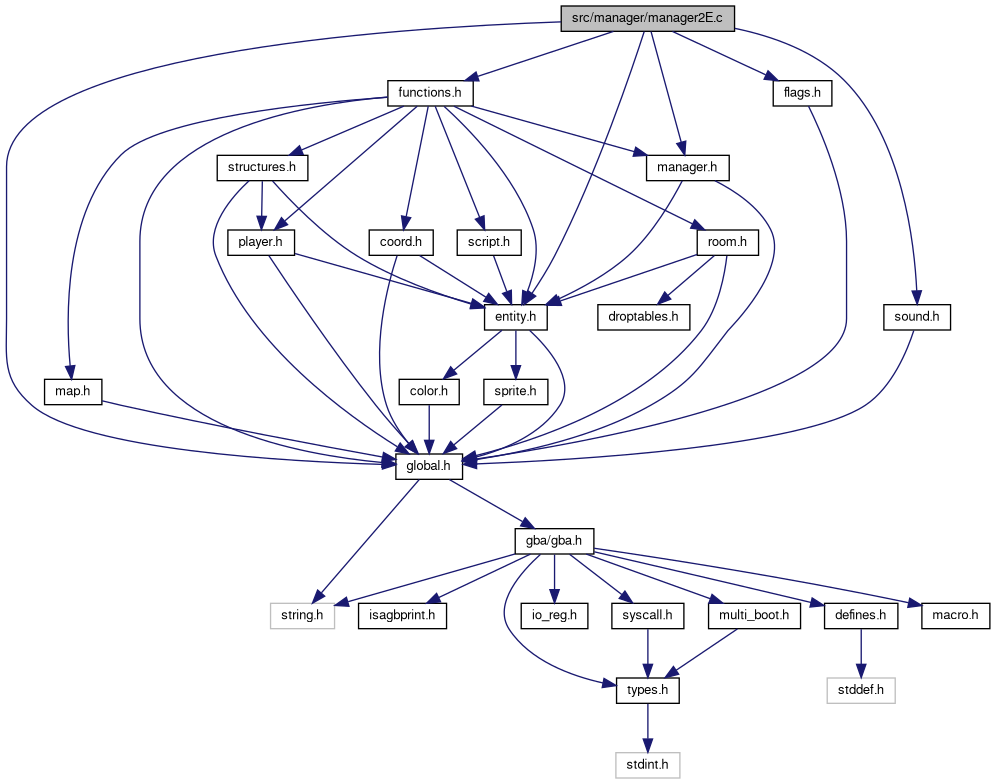 src/manager/manager2E.c
functions.h
flags.h
structures.h
manager.h
player.h
coord.h
script.h
room.h
entity.h
droptables.h
sound.h
map.h
color.h
sprite.h
global.h
gba/gba.h
string.h
isagbprint.h
io_reg.h
syscall.h
multi_boot.h
defines.h
macro.h
types.h
stddef.h
stdint.h